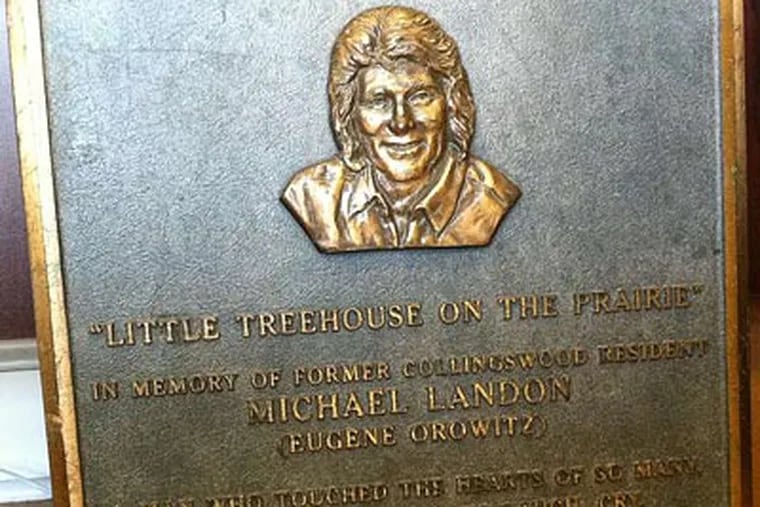 "LITTLE TREEHOUSE ON THE PRAIRIE"
IN MEMORY OF FORMER COLLINGSWOOD RESIDENT
MICHAEL LANDON
(EUGENE OROWITZ)
WHO TOUCHED THE HEARTS OF SO MANY,